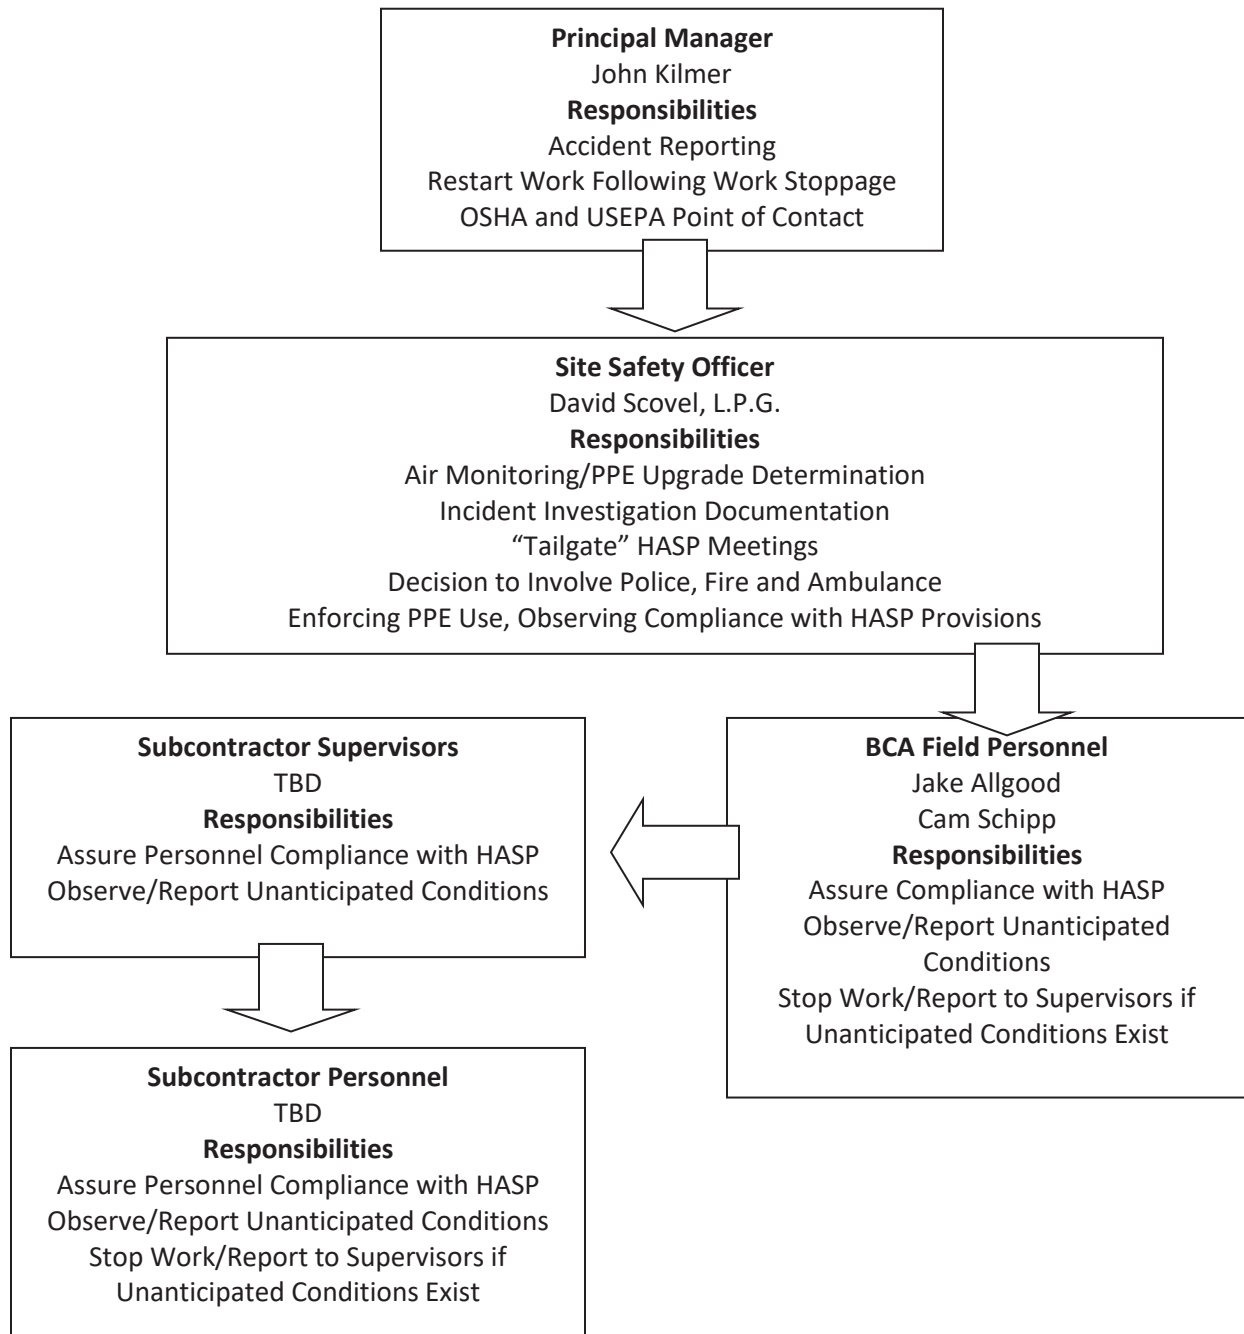 Principal Manager
John Kilmer
Responsibilities
Accident Reporting
Restart Work Following Work Stoppage
OSHA and USEPA Point of Contact
Site Safety Officer
David Scovel, L.P.G.
Responsibilities
Air Monitoring/PPE Upgrade Determination
Incident Investigation Documentation
“Tailgate” HASP Meetings
Decision to Involve Police, Fire and Ambulance
Enforcing PPE Use, Observing Compliance with HASP Provisions
BCA Field Personnel
Jake Allgood
Cam Schipp
Responsibilities
Assure Compliance with HASP
Observe/Report Unanticipated
Conditions
Stop Work/Report to Supervisors if
Unanticipated Conditions Exist
Subcontractor Supervisors
TBD
Responsibilities
Assure Personnel Compliance with HASP
Observe/Report Unanticipated Conditions
Subcontractor Personnel
TBD
Responsibilities
Assure Personnel Compliance with HASP
Observe/Report Unanticipated Conditions
Stop Work/Report to Supervisors if
Unanticipated Conditions Exist